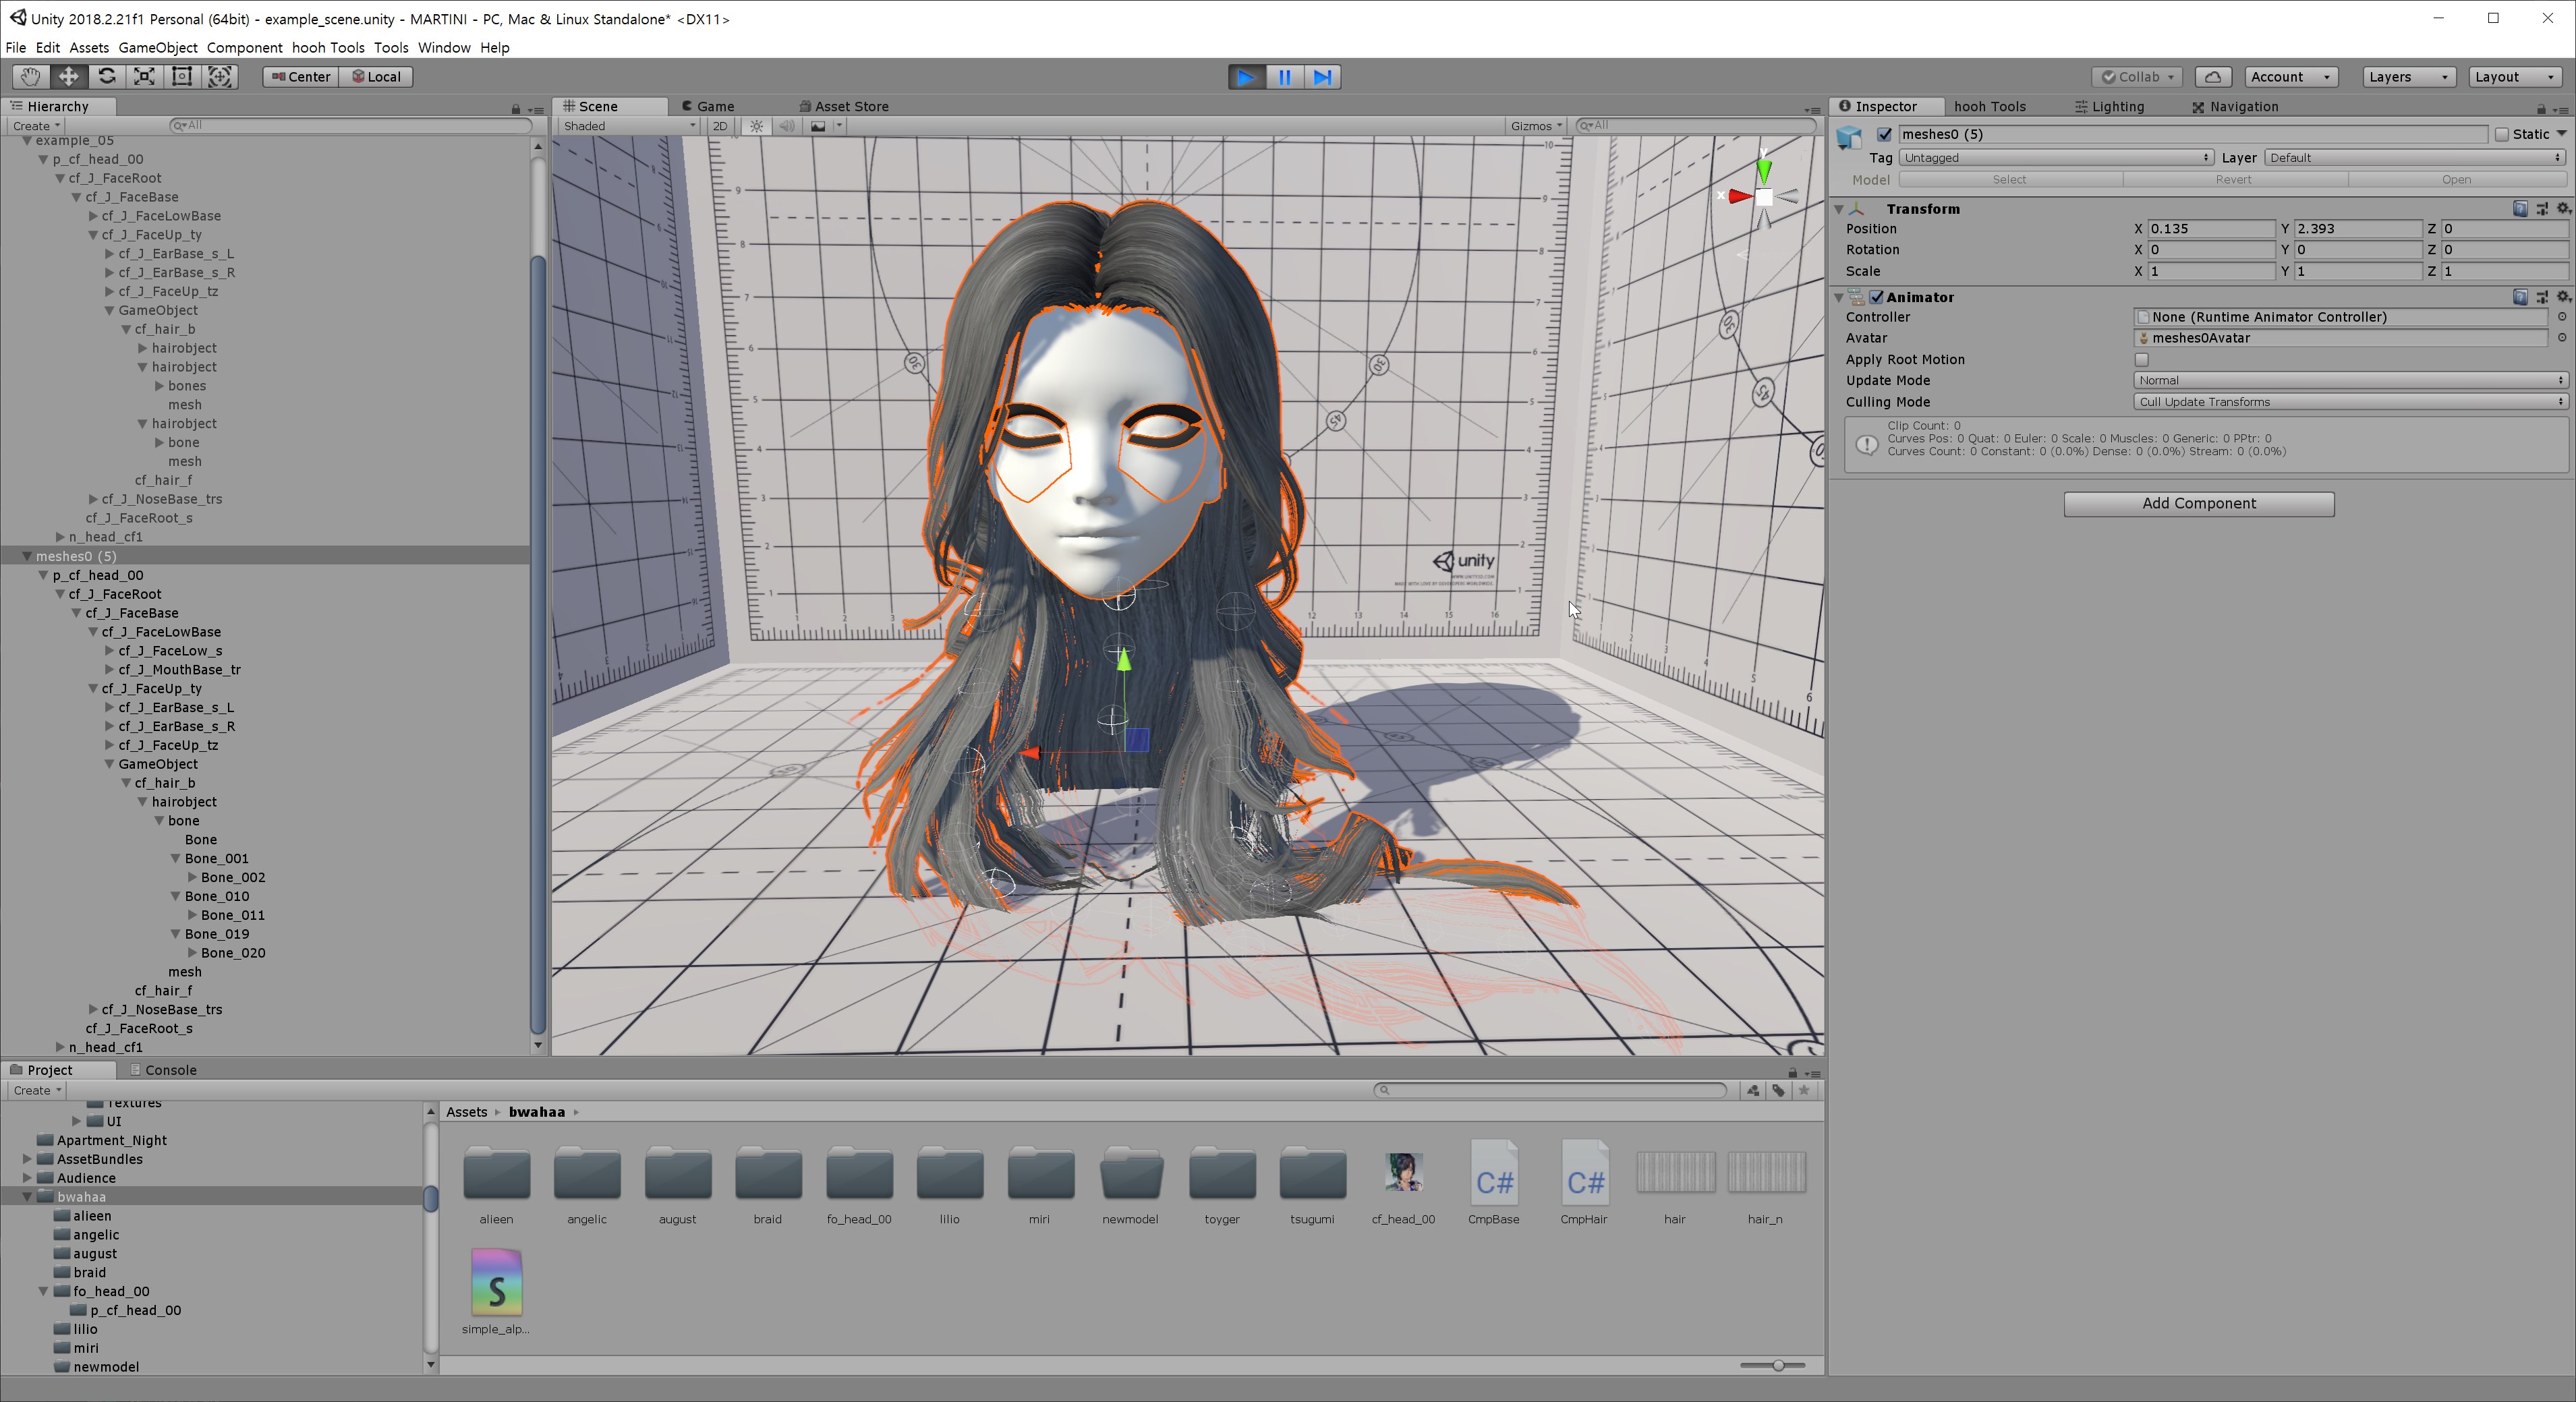 Unity 2018.2.21f1 Personal (64bit) - example_scene.unity - MARTINI - PC, Mac & Linux Standalone* <DX11>
File Edit Assets GameObject Component hooh Tools Tools Window Help
Center Local
Collab Account Layers Layout
Hierarchy
Create All
example_05
p_cf_head_00
cf_J_FaceRoot
cf_J_FaceBase
cf_J_FaceLowBase
cf_J_FaceUp_ty
cf_J_EarBase_s_L
cf_J_EarBase_s_R
cf_J_FaceUp_tz
GameObject
cf_hair_b
hairobject
hairobject
bones
mesh
hairobject
bone
mesh
cf_hair_f
cf_J_NoseBase_trs
cf_J_FaceRoot_s
n_head_cf1
meshes0 (5)
p_cf_head_00
cf_J_FaceRoot
cf_J_FaceBase
cf_J_FaceLowBase
cf_J_FaceLow_s
cf_J_MouthBase_tr
cf_J_FaceUp_ty
cf_J_EarBase_s_L
cf_J_EarBase_s_R
cf_J_FaceUp_tz
GameObject
cf_hair_b
hairobject
bone
Bone
Bone_001
Bone_002
Bone_010
Bone_011
Bone_019
Bone_020
mesh
cf_hair_f
cf_J_NoseBase_trs
cf_J_FaceRoot_s
n_head_cf1
Scene Game Asset Store
Shaded 2D Gizmos All
y
x
unity
Inspector hooh Tools Lighting Navigation
meshes0 (5) Static
Tag Untagged Layer Default
Model Select Revert Open
Transform
Position X 0.135 Y 2.393 Z 0
Rotation X 0 Y 0 Z 0
Scale X 1 Y 1 Z 1
Animator
Controller None (Runtime Animator Controller)
Avatar meshes0Avatar
Apply Root Motion
Update Mode Normal
Culling Mode Cull Update Transforms
Clip Count: 0
Curves Pos: 0 Quat: 0 Euler: 0 Scale: 0 Muscles: 0 Generic: 0 PPtr: 0
Curves Count: 0 Constant: 0 (0.0%) Dense: 0 (0.0%) Stream: 0 (0.0%)
Add Component
Project Console
Create
Textures
UI
Apartment_Night
AssetBundles
Audience
bwahaa
alieen
angelic
august
braid
fo_head_00
p_cf_head_00
lilio
miri
newmodel
Assets bwahaa
alieen angelic august braid fo_head_00 lilio miri newmodel toyger tsugumi cf_head_00 CmpBase CmpHair hair hair_n
simple_alp...